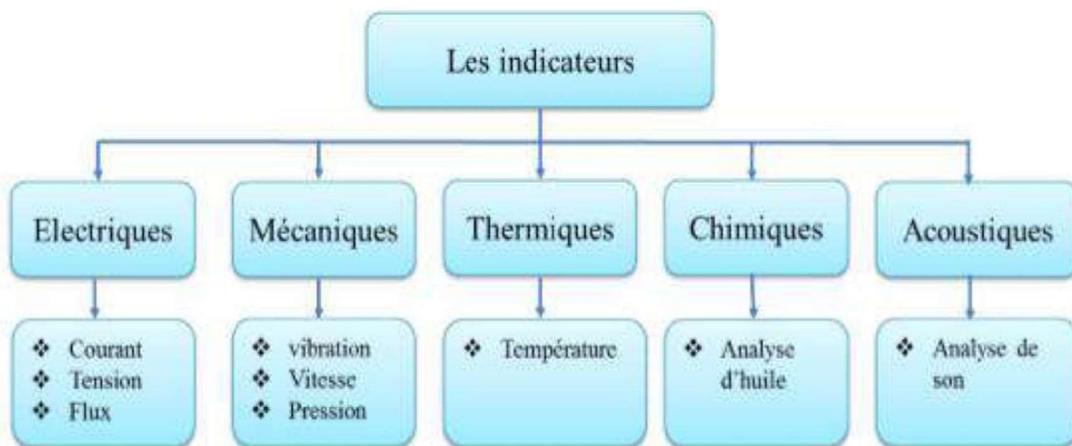 Les indicateurs
Electriques
Mécaniques
Thermiques
Chimiques
Acoustiques
❖ Courant
❖ Tension
❖ Flux
❖ vibration
❖ Vitesse
❖ Pression
❖ Température
❖ Analyse
d'huile
❖ Analyse de
son